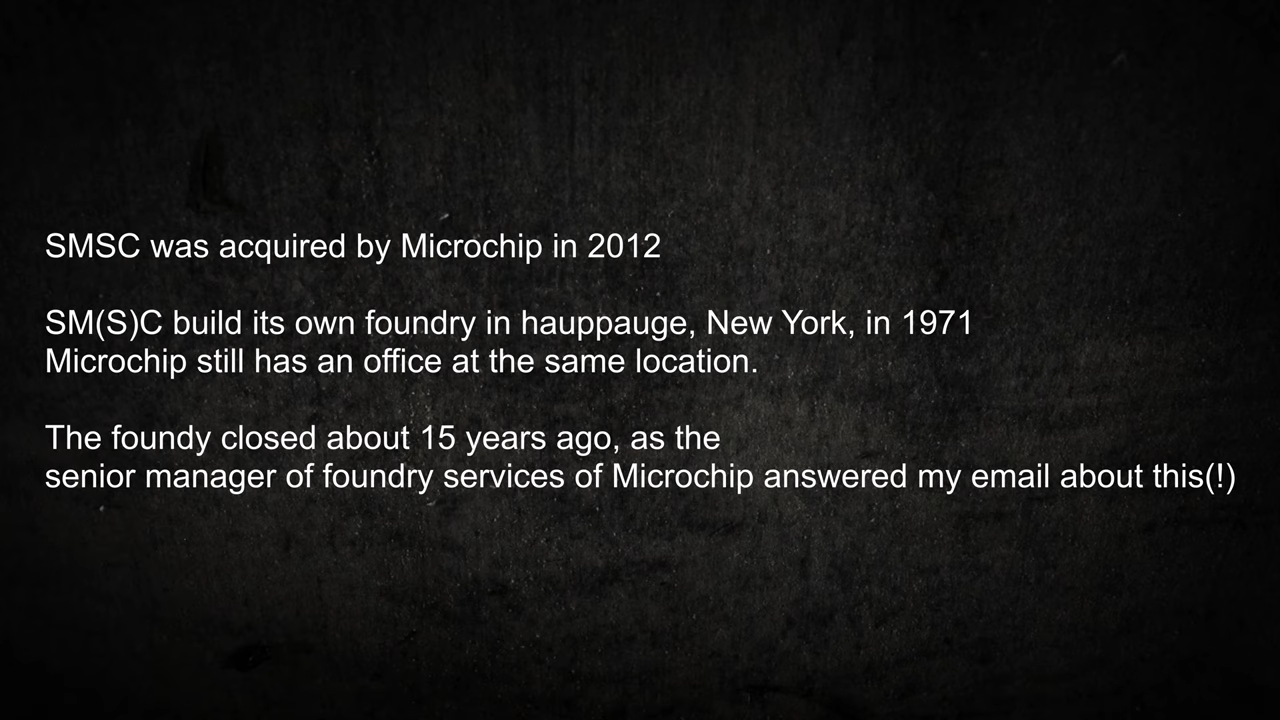 SMSC was acquired by Microchip in 2012
SM(S)C build its own foundry in hauppauge, New York, in 1971
Microchip still has an office at the same location.
The foundy closed about 15 years ago, as the
senior manager of foundry services of Microchip answered my email about this(!)